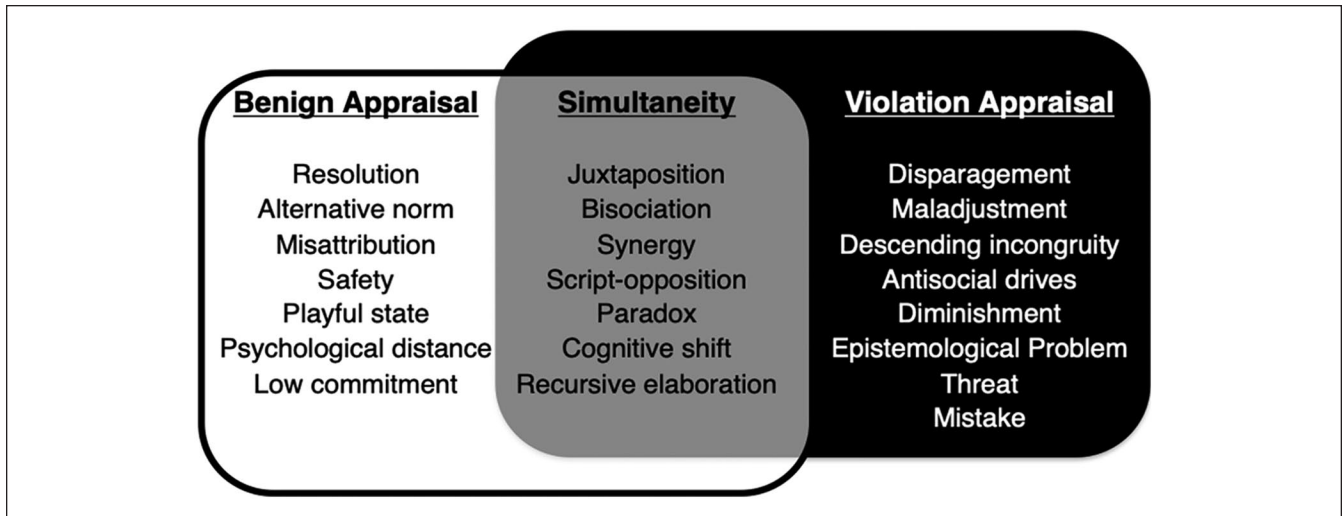 Benign Appraisal
Resolution
Alternative norm
Misattribution
Safety
Playful state
Psychological distance
Low commitment
Simultaneity
Juxtaposition
Bisociation
Synergy
Script-opposition
Paradox
Cognitive shift
Recursive elaboration
Violation Appraisal
Disparagement
Maladjustment
Descending incongruity
Antisocial drives
Diminishment
Epistemological Problem
Threat
Mistake